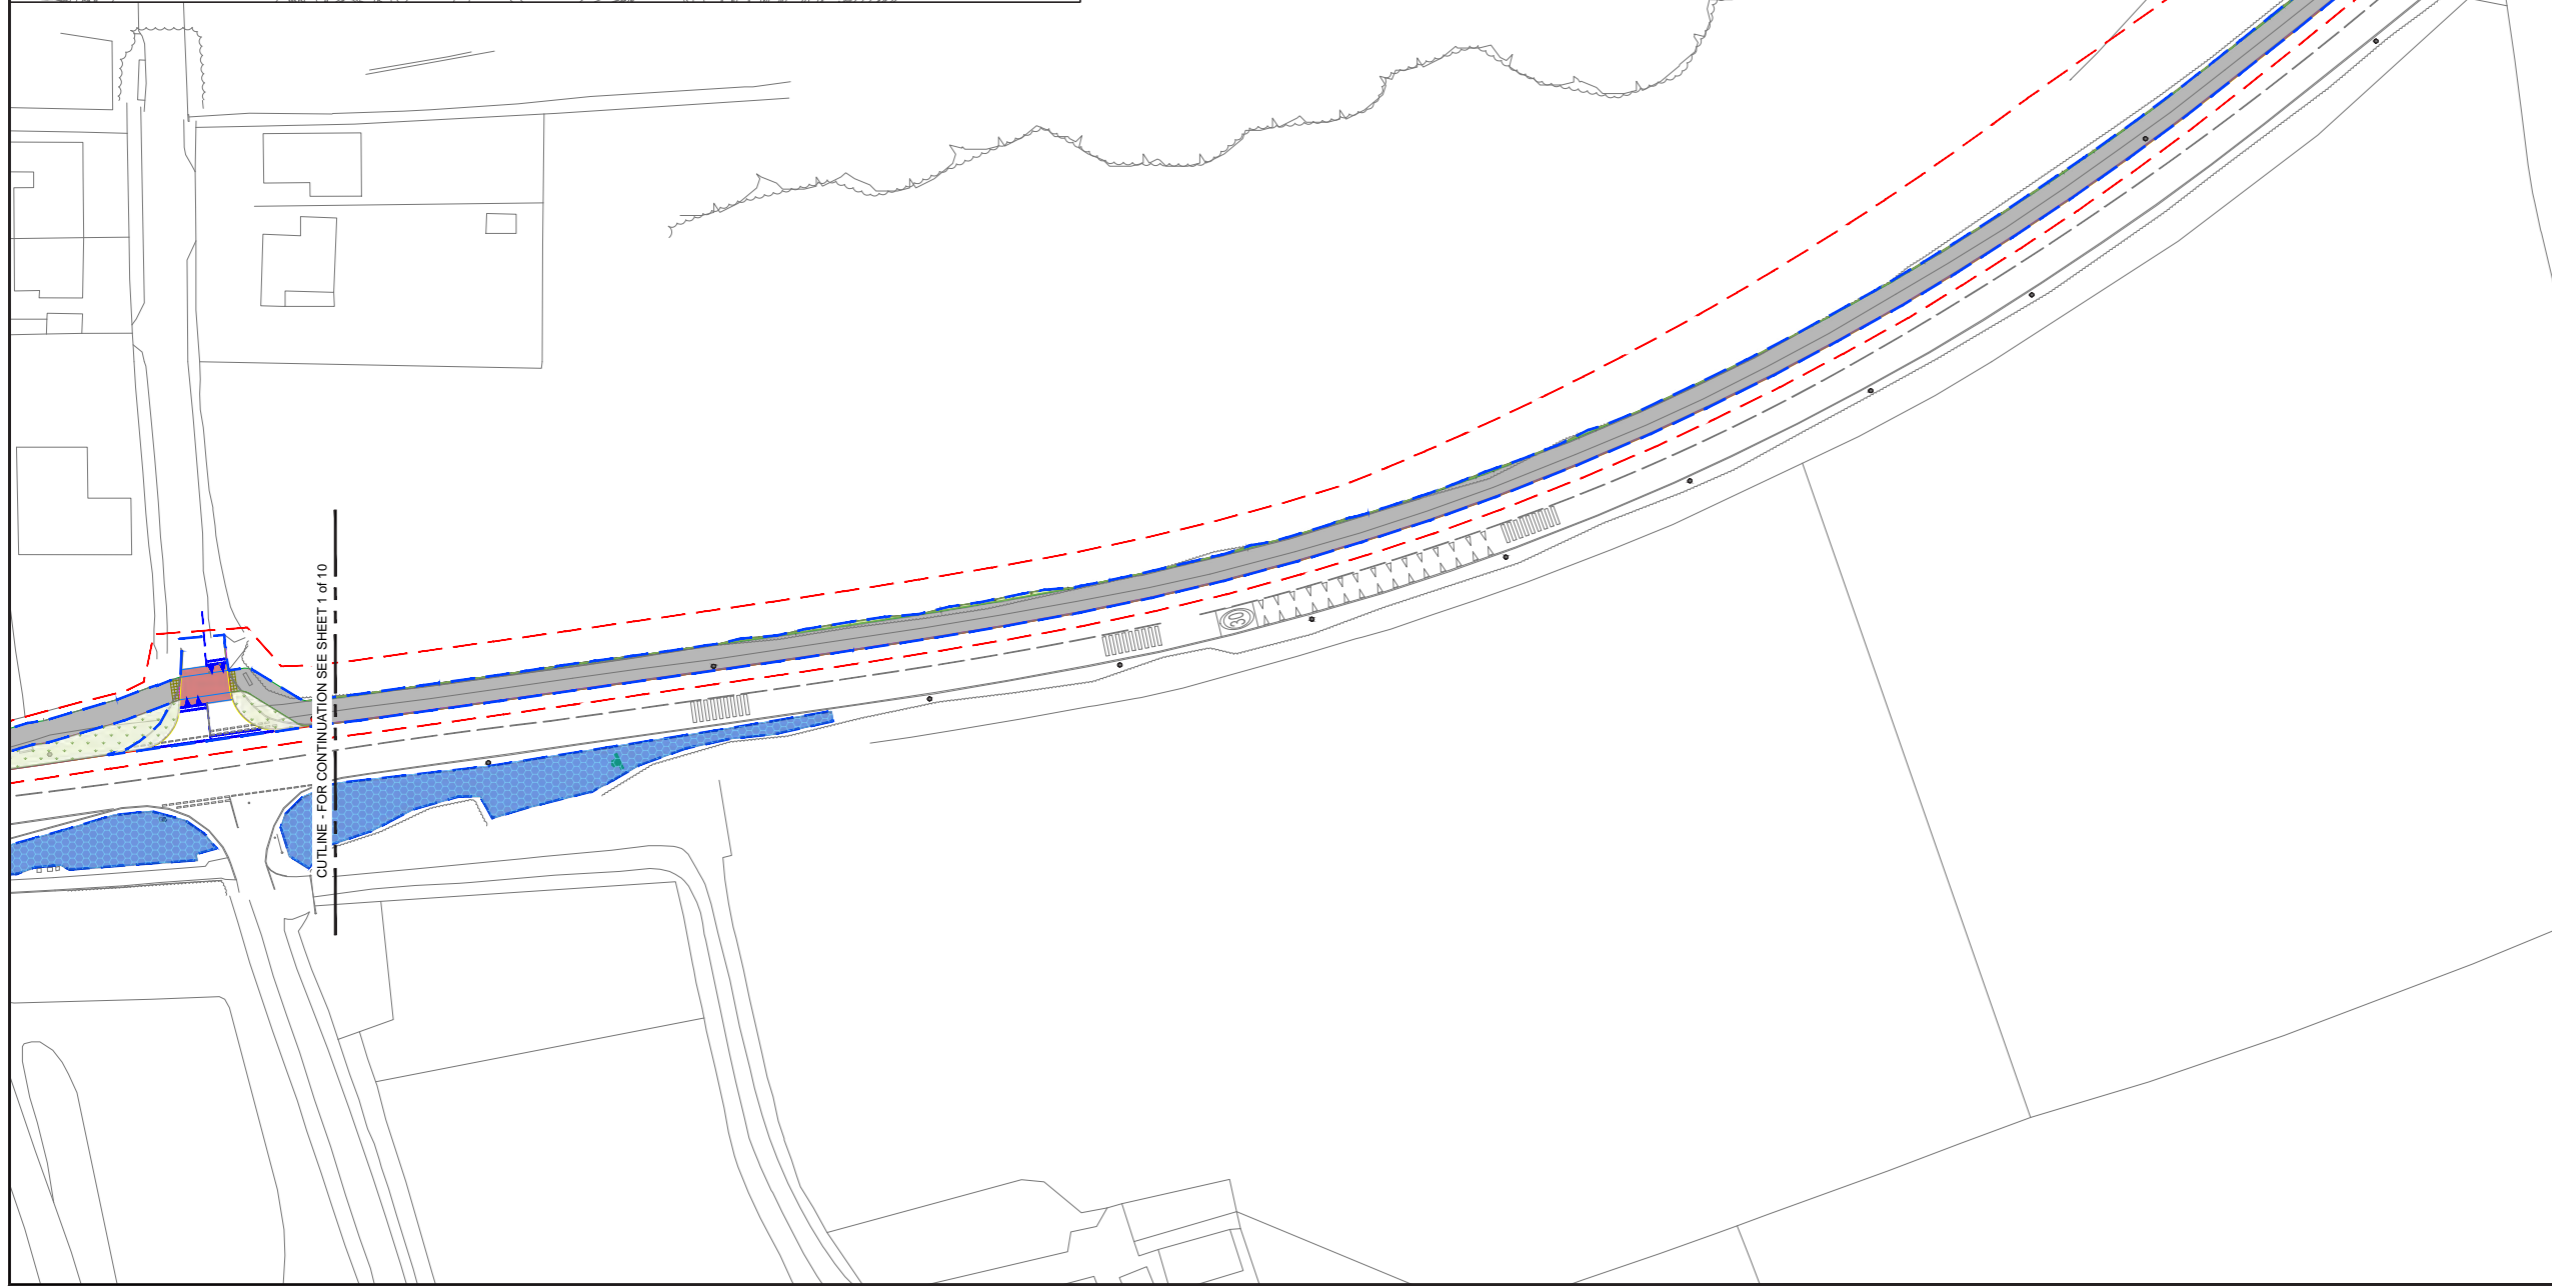 CUTLINE - FOR CONTINUATION SEE SHEET 1 of 10
30